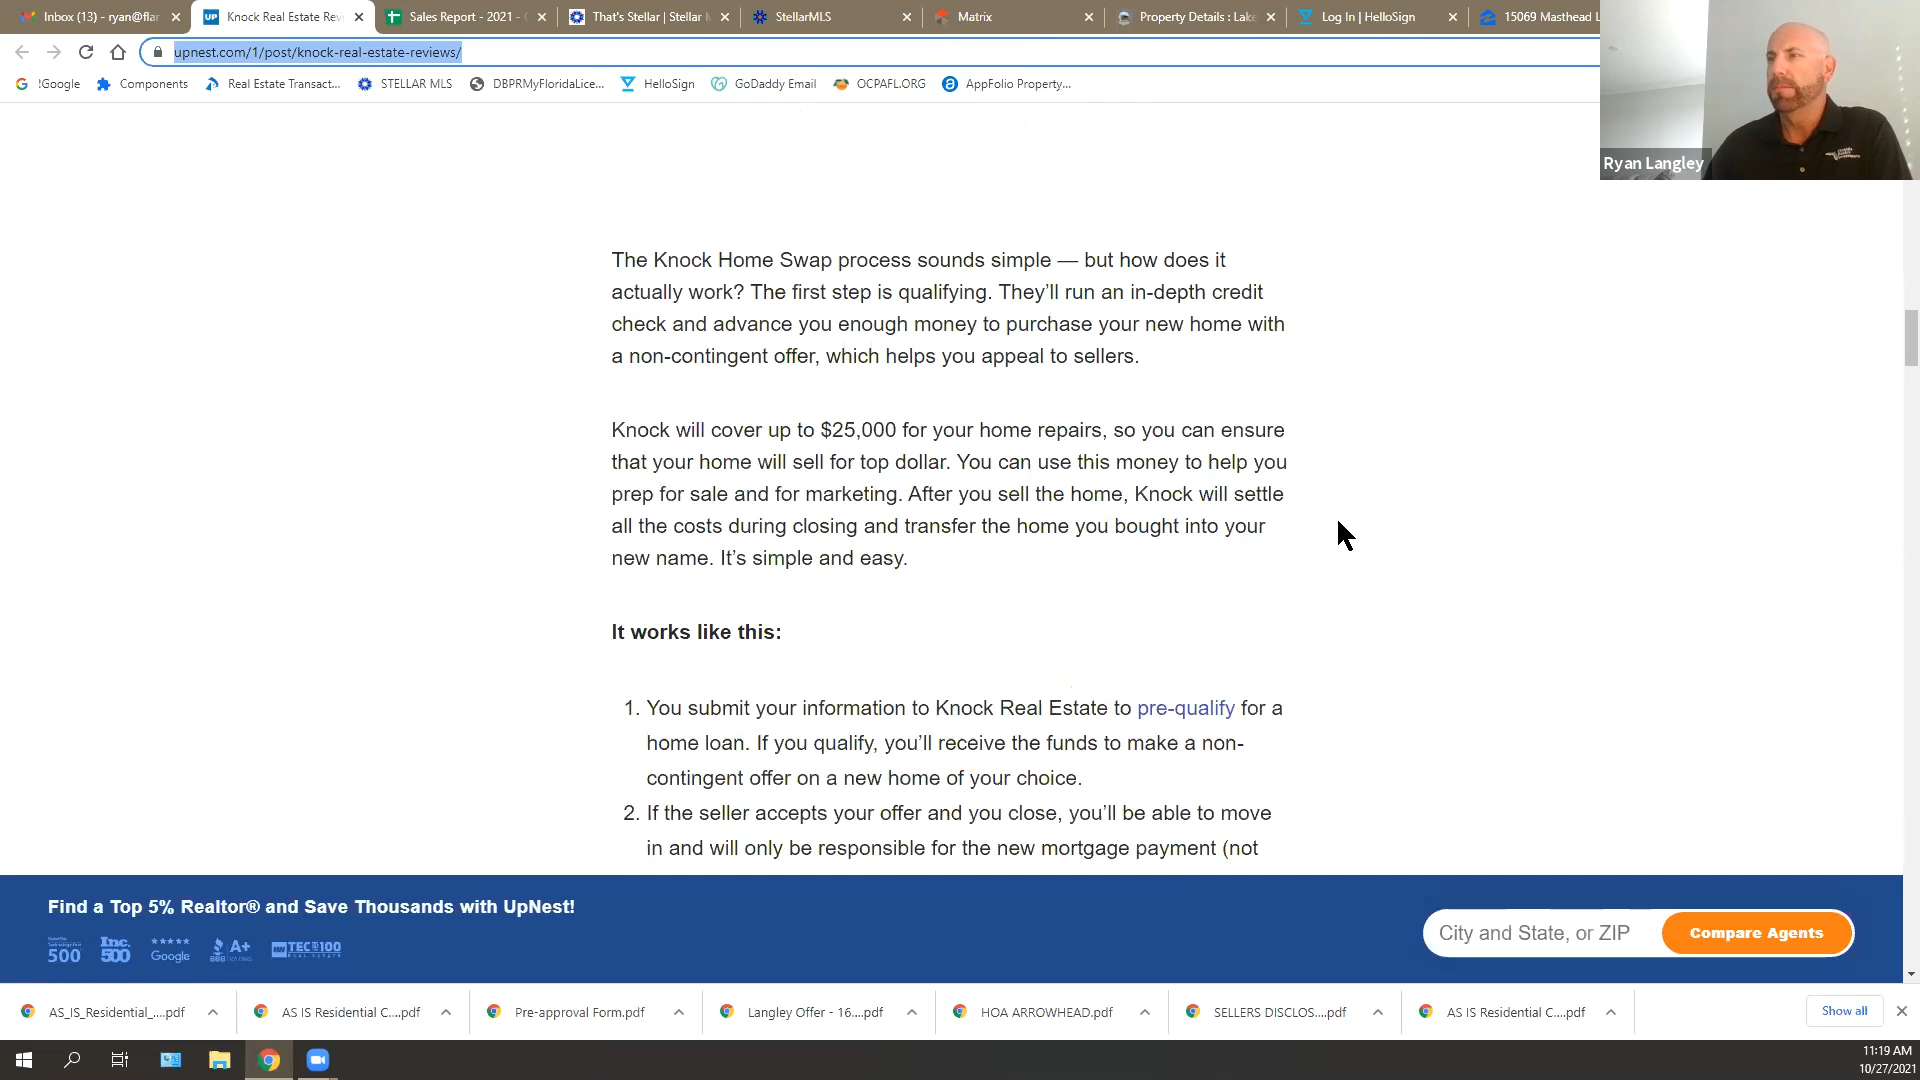 Inbox (13) - ryan@flar
Knock Real Estate Rev
Sales Report - 2021 -
That's Stellar | Stellar
StellarMLS
Matrix
Property Details : Lake
Log In | HelloSign
15069 Masthead L
upnest.com/1/post/knock-real-estate-reviews/
!Google
Components
Real Estate Transact...
STELLAR MLS
DBPRMyFloridaLice...
HelloSign
GoDaddy Email
OCPAFL.ORG
AppFolio Property...
Ryan Langley
The Knock Home Swap process sounds simple — but how does it
actually work? The first step is qualifying. They’ll run an in-depth credit
check and advance you enough money to purchase your new home with
a non-contingent offer, which helps you appeal to sellers.
Knock will cover up to $25,000 for your home repairs, so you can ensure
that your home will sell for top dollar. You can use this money to help you
prep for sale and for marketing. After you sell the home, Knock will settle
all the costs during closing and transfer the home you bought into your
new name. It’s simple and easy.
It works like this:
1. You submit your information to Knock Real Estate to pre-qualify for a
home loan. If you qualify, you’ll receive the funds to make a non-
contingent offer on a new home of your choice.
2. If the seller accepts your offer and you close, you’ll be able to move
in and will only be responsible for the new mortgage payment (not
Find a Top 5% Realtor® and Save Thousands with UpNest!
500
Inc.
500
Google
A+
BBB RATING
TEC 100
City and State, or ZIP
Compare Agents
AS_IS_Residential_....pdf
AS IS Residential C....pdf
Pre-approval Form.pdf
Langley Offer - 16....pdf
HOA ARROWHEAD.pdf
SELLERS DISCLOS....pdf
AS IS Residential C....pdf
Show all
11:19 AM
10/27/2021